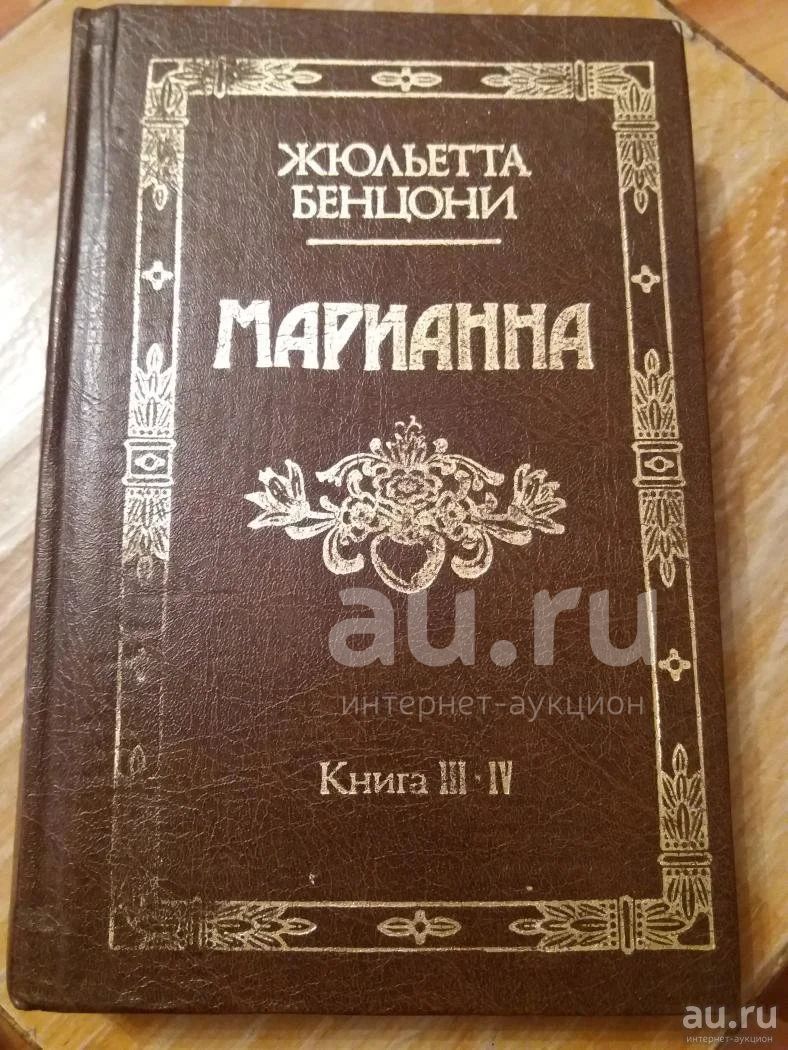 ЖЮЛЬЕТТА
БЕНЦОНИ
МАРИАННА
au.ru
интернет-аукцион
Книга III · IV
au.ru
интернет-аукцион